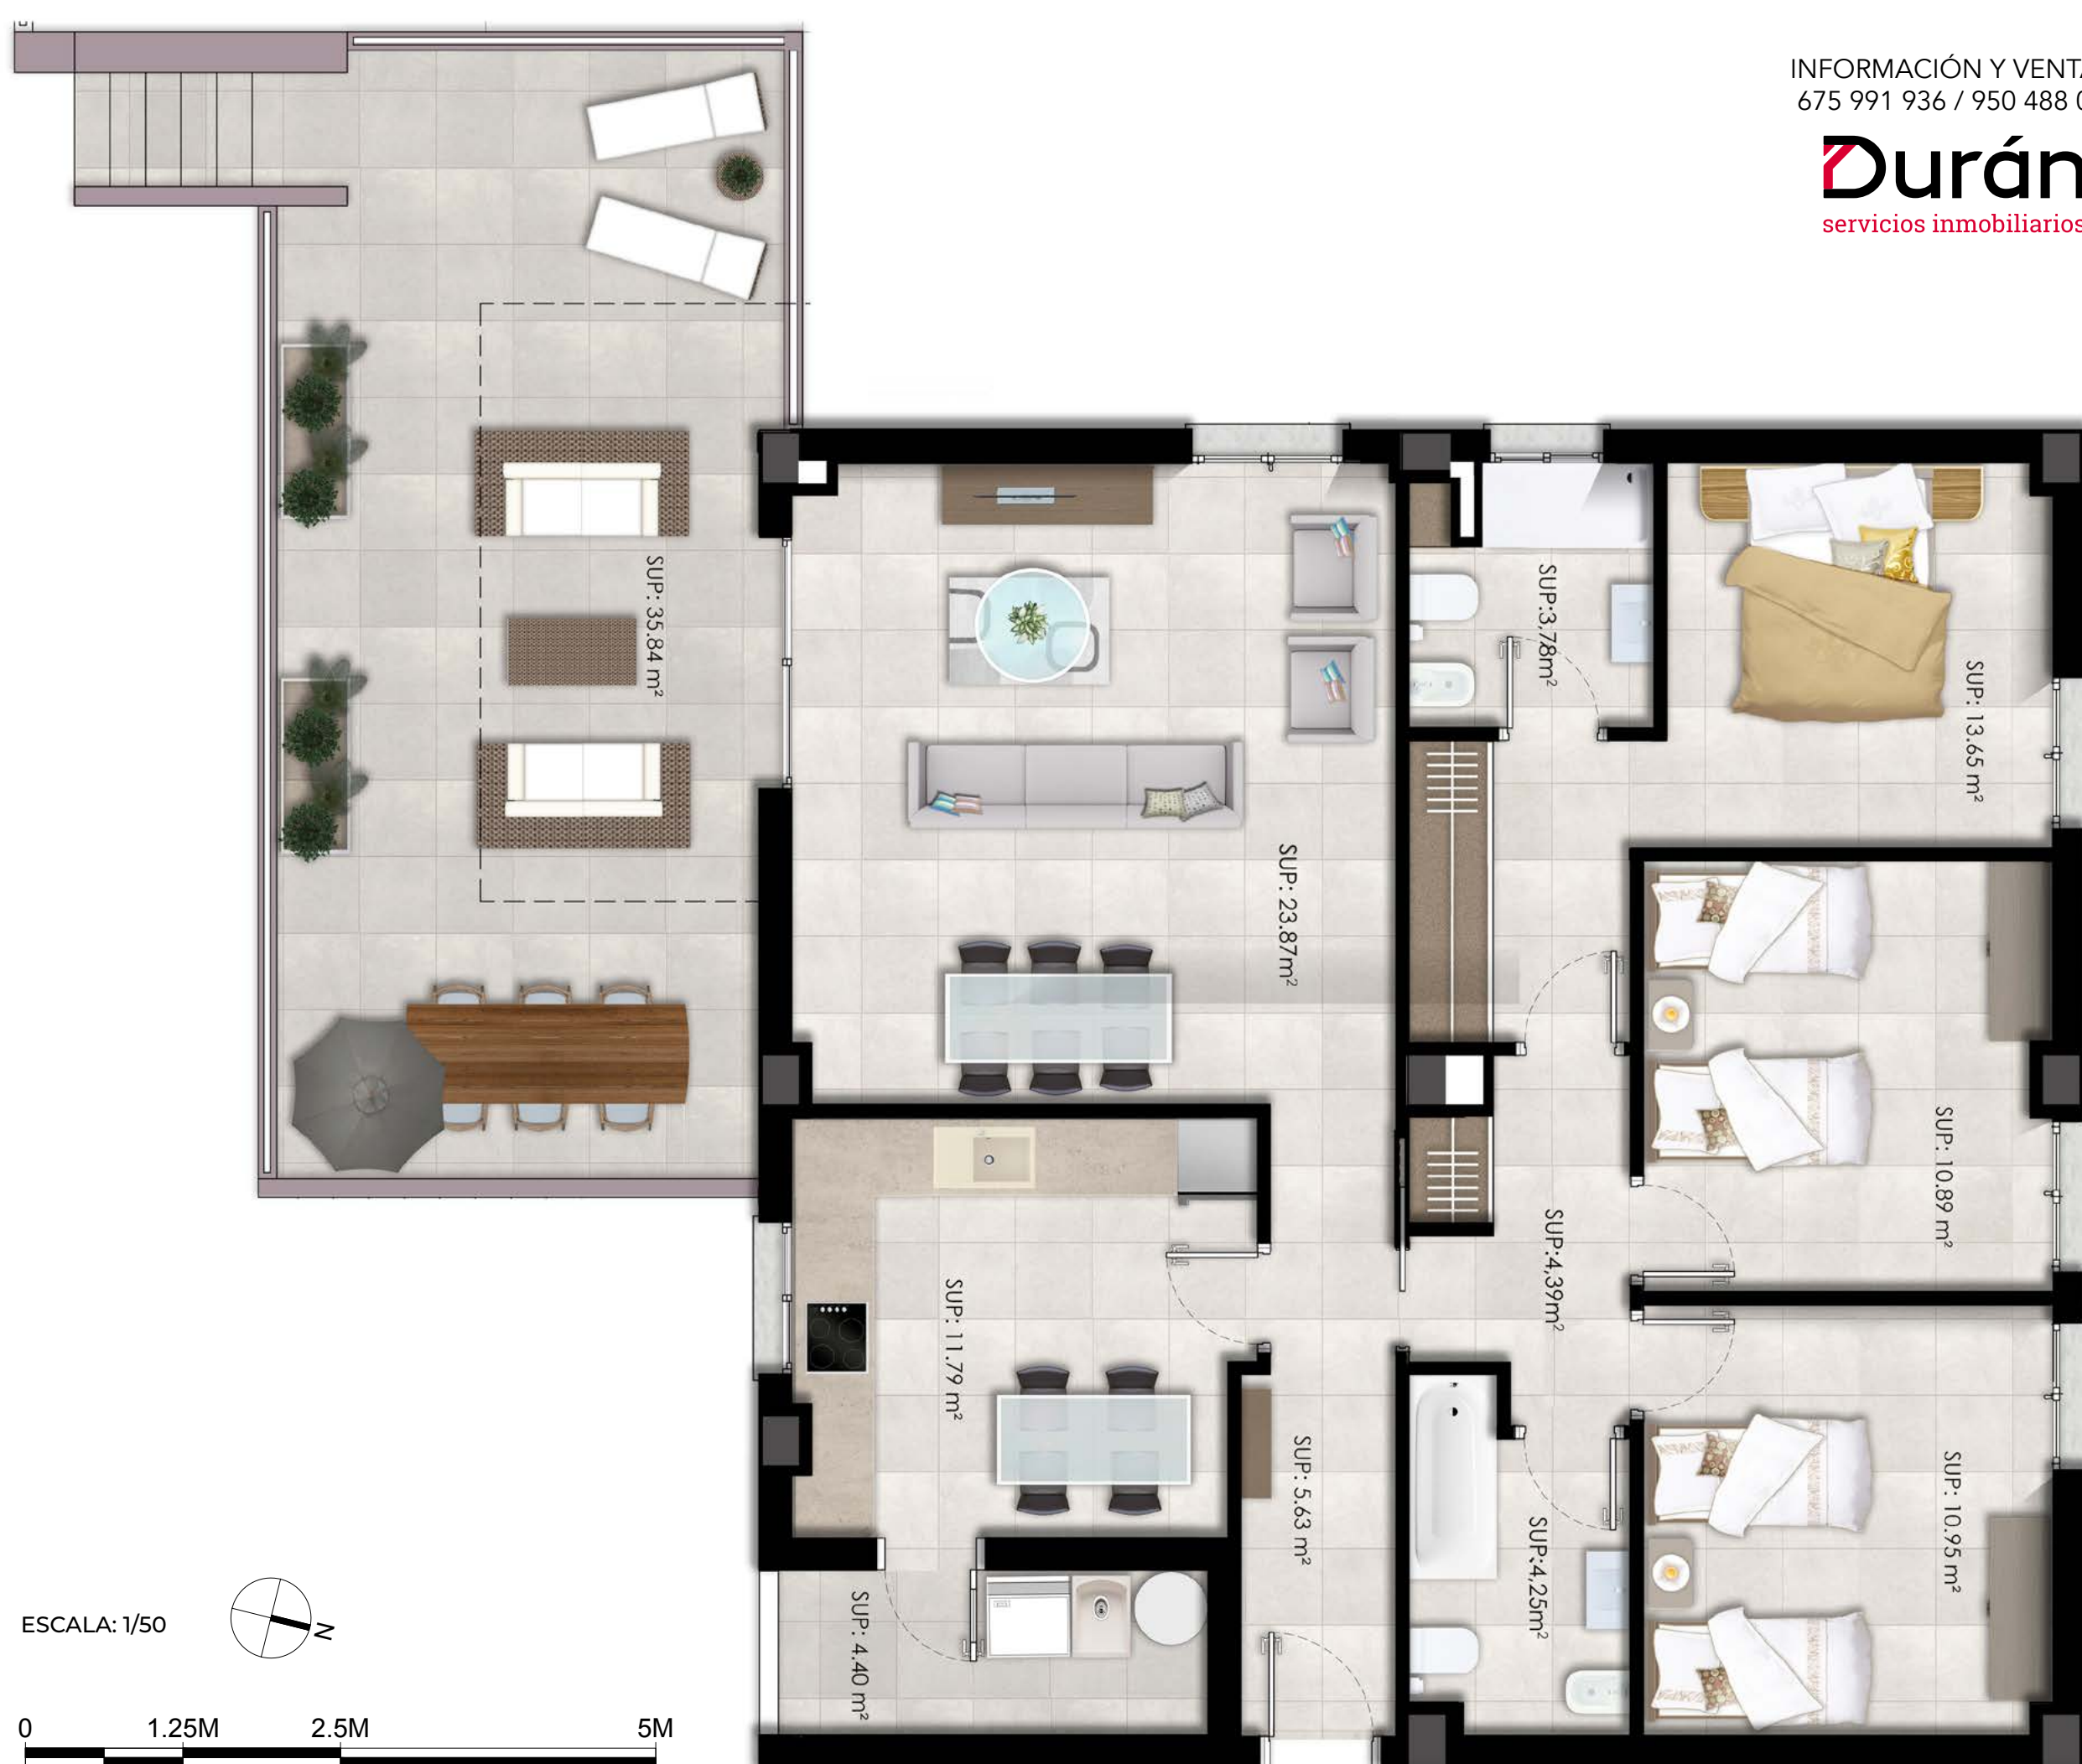 INFORMACIÓN Y VENTA
675 991 936 / 950 488 0
Durán
servicios inmobiliarios
SUP: 35.84 m²
SUP:3,78m²
SUP: 13.65 m²
SUP: 23.87m²
SUP: 10.89 m²
SUP:4,39m²
SUP: 11.79 m²
SUP: 5.63 m²
SUP: 10.95 m²
SUP:4,25m²
SUP: 4.40 m²
ESCALA: 1/50
N
0 1.25M 2.5M 5M